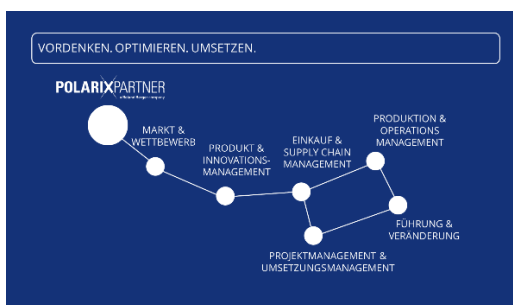 VORDENKEN. OPTIMIEREN. UMSETZEN.
POLARIXPARTNER
MARKT &
WETTBEWERB
PRODUKT &
INNOVATIONS-
MANAGEMENT
EINKAUF &
SUPPLY CHAIN
MANAGEMENT
PRODUKTION &
OPERATIONS
MANAGEMENT
FÜHRUNG &
VERÄNDERUNG
PROJEKTMANAGEMENT &
UMSETZUNGSMANAGEMENT